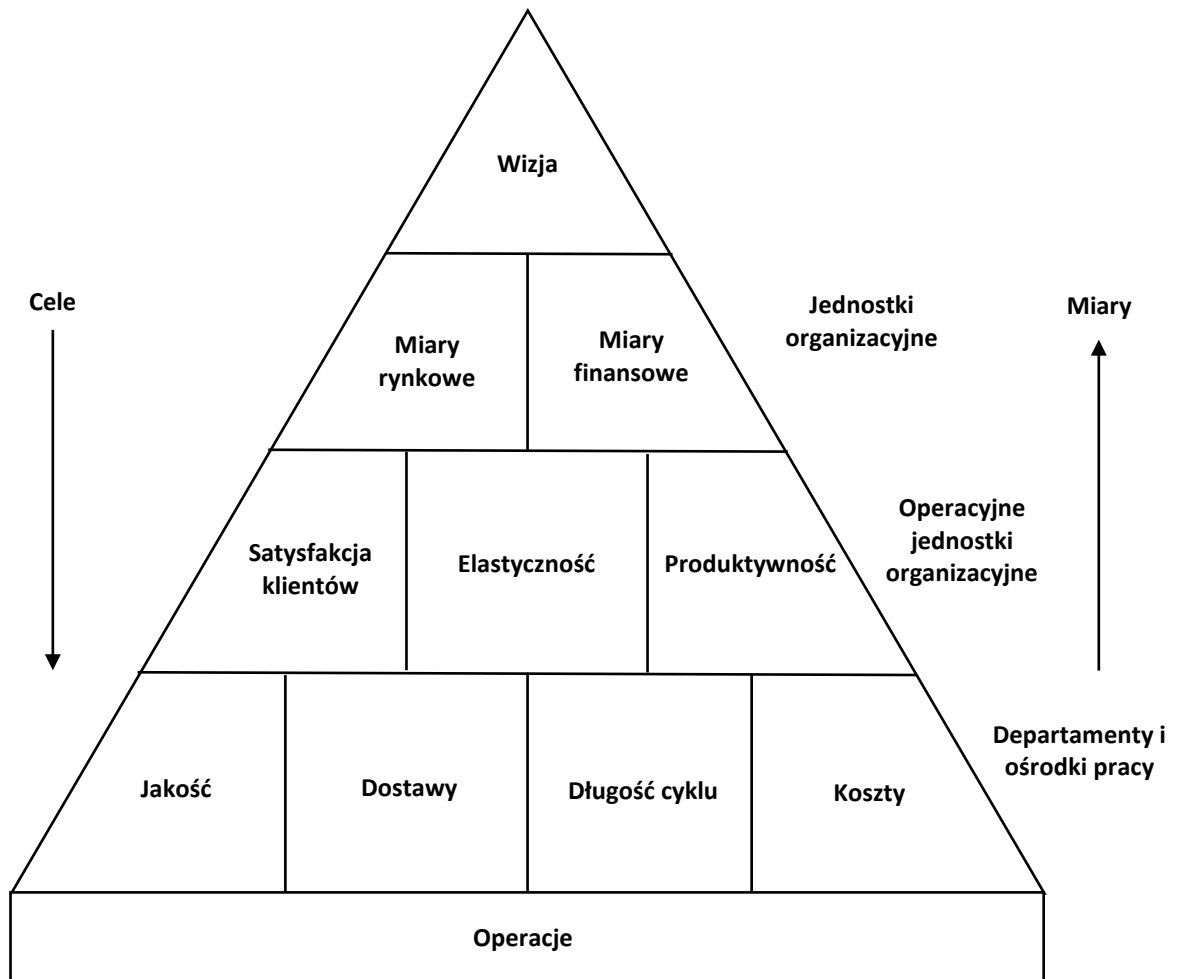 Wizja
Cele
Miary
rynkowe
Miary
finansowe
Jednostki
organizacyjne
Miary
Satysfakcja
klientów
Elastyczność
Produktywność
Operacyjne
jednostki
organizacyjne
Jakość
Dostawy
Długość cyklu
Koszty
Departamenty i
ośrodki pracy
Operacje